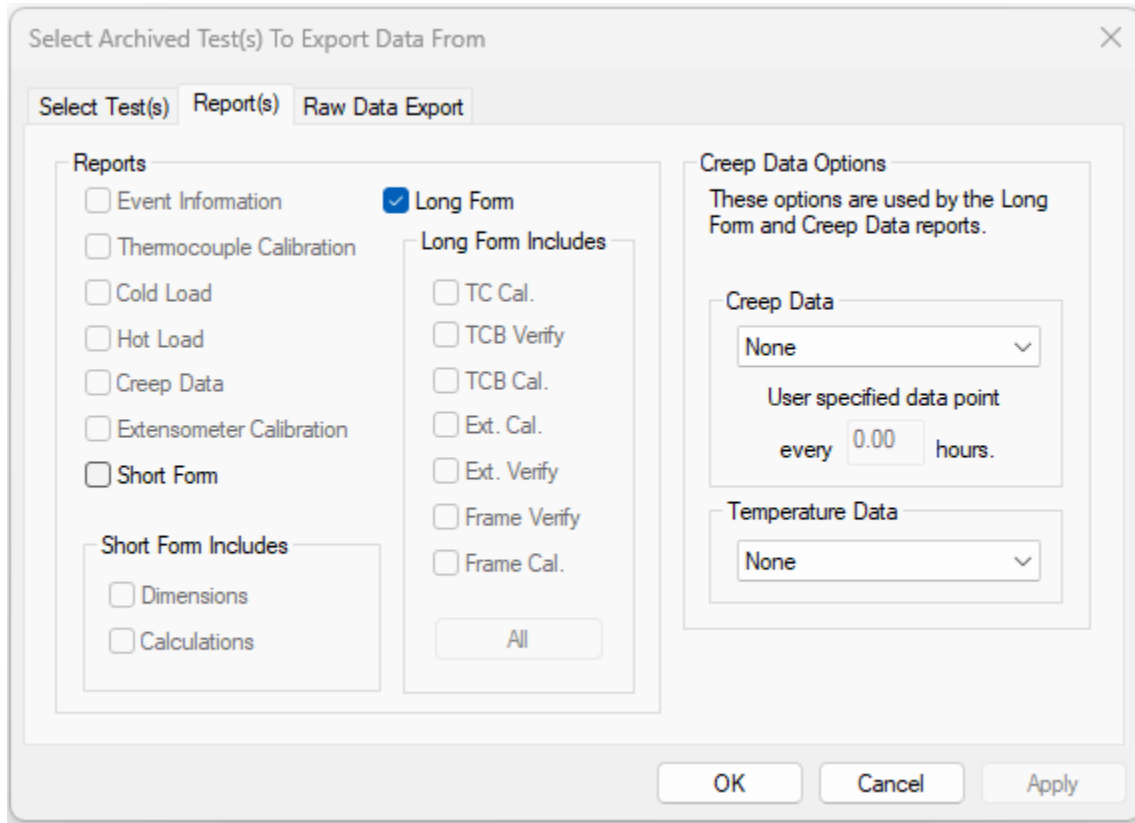 Select Archived Test(s) To Export Data From
Select Test(s)
Report(s)
Raw Data Export
Reports
Event Information
Thermocouple Calibration
Cold Load
Hot Load
Creep Data
Extensometer Calibration
Short Form
Short Form Includes
Dimensions
Calculations
Long Form
Long Form Includes
TC Cal.
TCB Verify
TCB Cal.
Ext. Cal.
Ext. Verify
Frame Verify
Frame Cal.
All
Creep Data Options
These options are used by the Long
Form and Creep Data reports.
Creep Data
None
User specified data point
every 0.00 hours.
Temperature Data
None
OK
Cancel
Apply